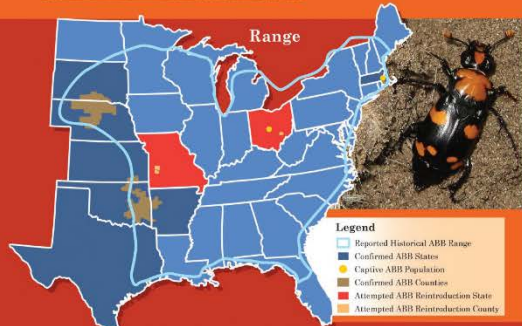 Range
Legend
Reported Historical ABB Range
Confirmed ABB States
Captive ABB Population
Confirmed ABB Counties
Attempted ABB Reintroduction State
Attempted ABB Reintroduction County